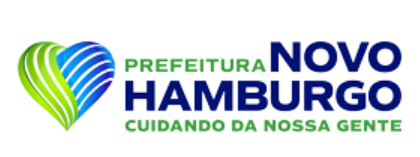 PREFEITURA NOVO
HAMBURGO
CUIDANDO DA NOSSA GENTE